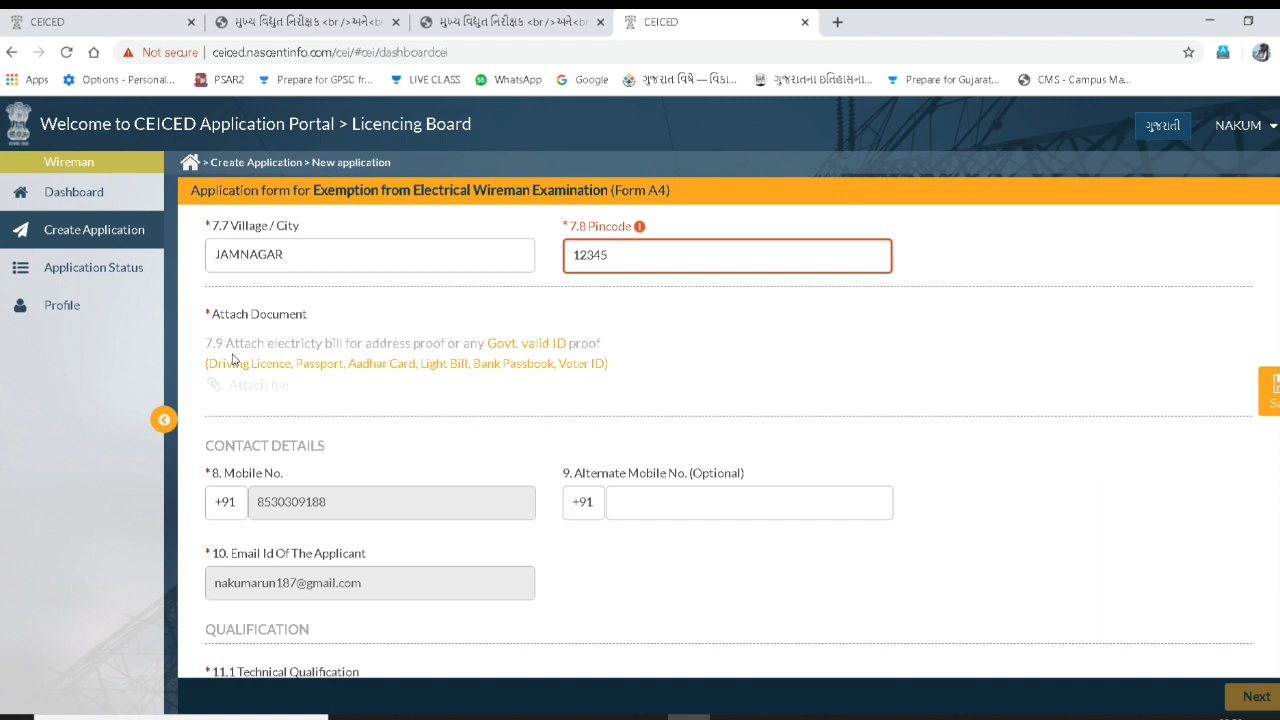 CEICED
મુખ્ય વિદ્યુત નિરીક્ષક <br />અને<br
મુખ્ય વિદ્યુત નિરીક્ષક <br />અને<br
CEICED
Not secure | ceiced.nascentinfo.com/cei/#cei/dashboardcei
Apps
Options - Personal...
PSAR2
Prepare for GPSC fr...
LIVE CLASS
WhatsApp
Google
ગુજરાત વિષે — વિકા...
ગુજરાતના ઇતિહાસના...
Prepare for Gujarat...
CMS - Campus Ma...
Welcome to CEICED Application Portal > Licencing Board
ગુજરાતી
NAKUM
Wireman
> Create Application > New application
Dashboard
Create Application
Application Status
Profile
Application form for Exemption from Electrical Wireman Examination (Form A4)
*7.7 Village / City
*7.8 Pincode
JAMNAGAR
12345
*Attach Document
7.9 Attach electricty bill for address proof or any Govt. valid ID proof
(Driving Licence, Passport, Aadhar Card, Light Bill, Bank Passbook, Voter ID)
Attach file
CONTACT DETAILS
*8. Mobile No.
9. Alternate Mobile No. (Optional)
+91
8530309188
+91
*10. Email Id Of The Applicant
nakumarun187@gmail.com
QUALIFICATION
*11.1 Technical Qualification
Next